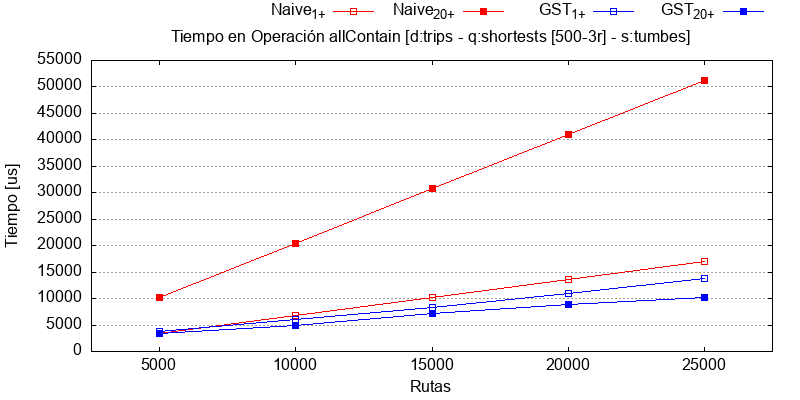 Naive1+ Naive20+ GST1+ GST20+
Tiempo en Operación allContain [d:trips - q:shortests [500-3r] - s:tumbes]
55000
50000
45000
40000
35000
30000
25000
20000
15000
10000
5000
0
Tiempo [us]
5000 10000 15000 20000 25000
Rutas